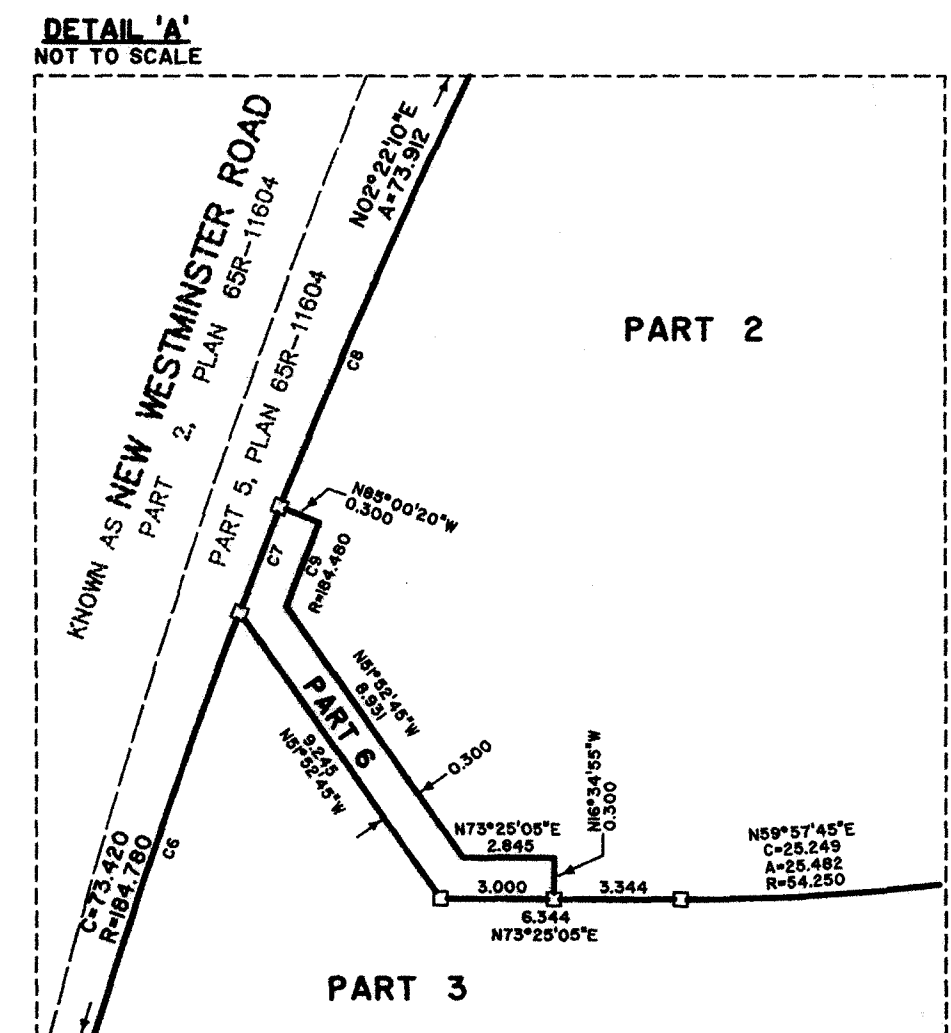 DETAIL 'A'
NOT TO SCALE
KNOWN AS NEW WESTMINSTER ROAD
PART 2, PLAN 65R-11604
PART 5, PLAN 65R-11604
N02°22'10"E
A=73.912
C8
PART 2
N85°00'20"W
0.300
C7
C9
R=184.480
N51°52'45"W
8.931
PART 6
9.245
N51°52'45"W
0.300
N16°34'55"W
0.300
N73°25'05"E
2.845
N59°57'45"E
C=25.249
A=25.482
R=54.250
3.000
3.344
6.344
N73°25'05"E
C6
C=73.420
R=184.780
PART 3